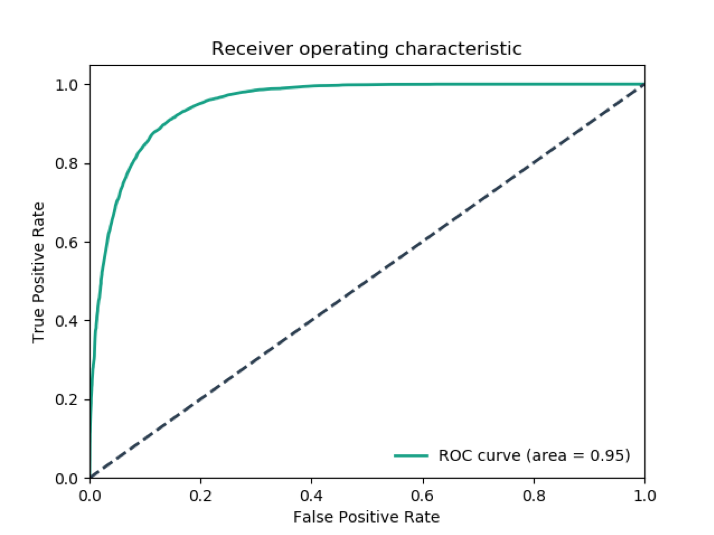 Receiver operating characteristic
True Positive Rate
1.0
0.8
0.6
0.4
0.2
0.0
ROC curve (area = 0.95)
0.0 0.2 0.4 0.6 0.8 1.0
False Positive Rate